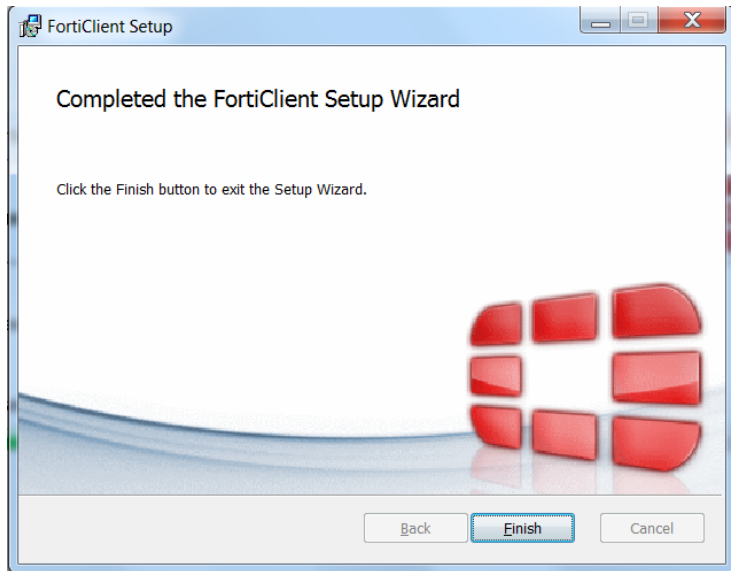 FortiClient Setup
Completed the FortiClient Setup Wizard
Click the Finish button to exit the Setup Wizard.
Back
Finish
Cancel